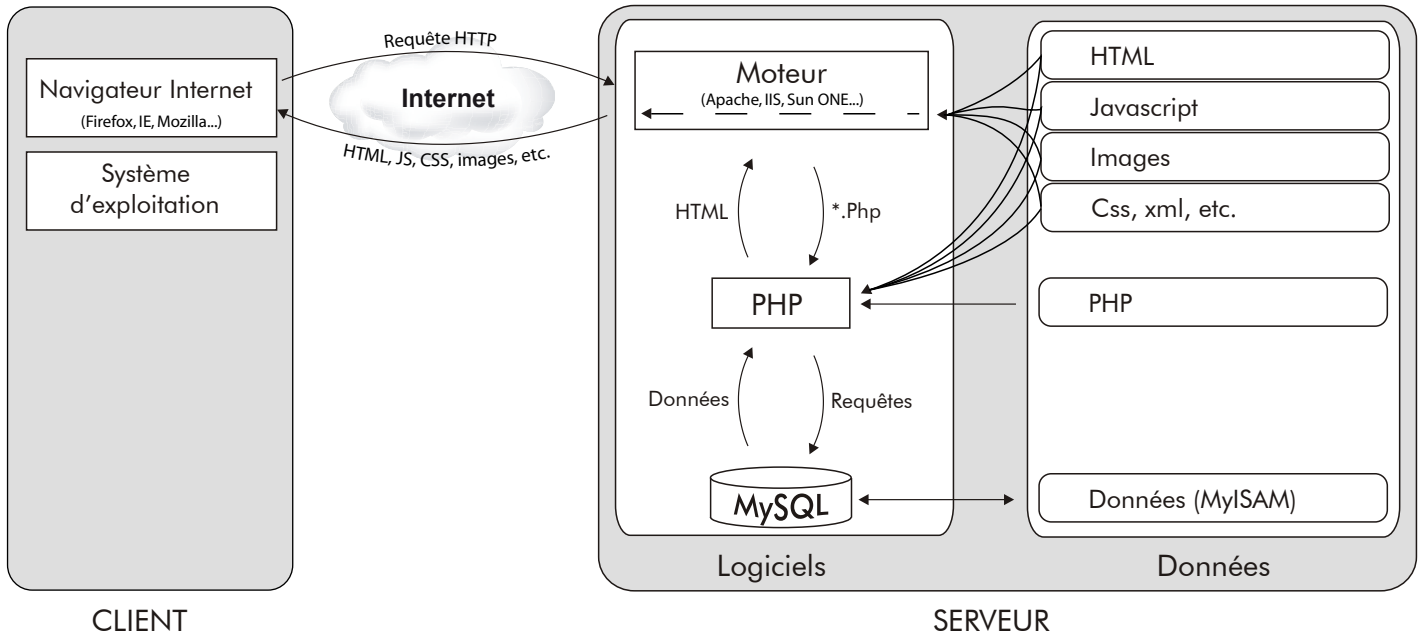 Navigateur Internet
(Firefox, IE, Mozilla...)
Système
d'exploitation
CLIENT
Requête HTTP
Internet
HTML, JS, CSS, images, etc.
Moteur
(Apache, IIS, Sun ONE...)
HTML
*.Php
PHP
Données
Requêtes
MySQL
Logiciels
HTML
Javascript
Images
Css, xml, etc.
PHP
Données (MyISAM)
Données
SERVEUR